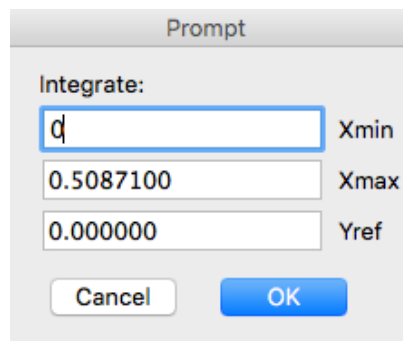 Prompt
Integrate:
0 Xmin
0.5087100 Xmax
0.000000 Yref
Cancel OK